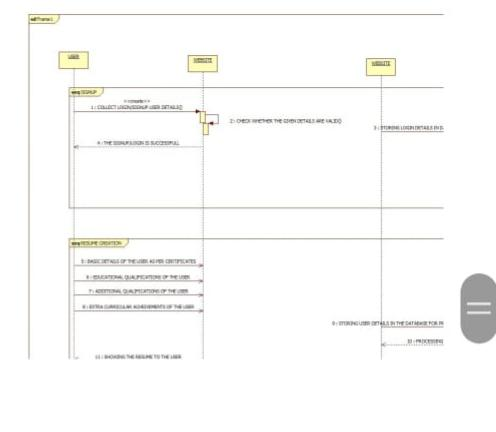 sd Frame1
USER
WEBSITE
WEBSITE
seq SIGNUP
<<create>>
1 : COLLECT LOGIN/SIGNUP USER DETAILS()
2 : CHECK WHETHER THE GIVEN DETAILS ARE VALID()
3 : STORING LOGIN DETAILS IN
4 : THE SIGNUP/LOGIN IS SUCCESSFULL
seq RESUME CREATION
5 : BASIC DETAILS OF THE USER AS PER CERTIFICATES
6 : EDUCATIONAL QUALIFICATIONS OF THE USER
7 : ADDITIONAL QUALIFICATIONS OF THE USER
8 : EXTRA CURRICULAR ACHIEVEMENTS OF THE USER
9 : STORING USER DETAILS IN THE DATABASE FOR
10 : PROCESSING
11 : SHOWING THE RESUME TO THE USER